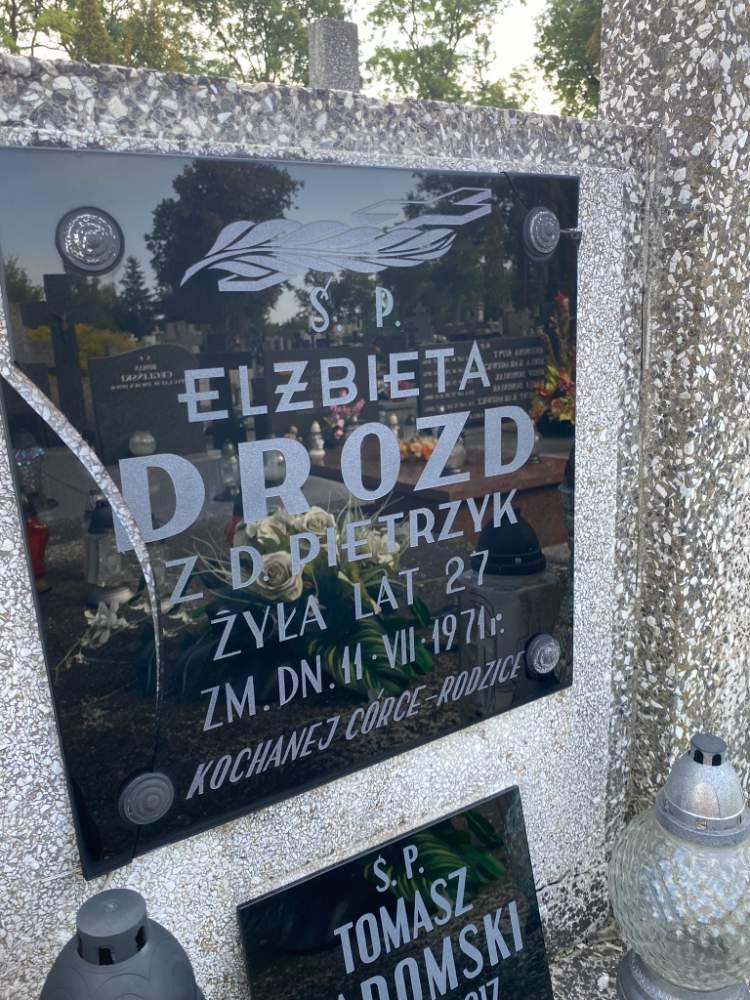 Ś. P.
ELŻBIETA
DROZD
Z D. PIETRZYK
ŻYŁA LAT 27
ZM. DN. 11. VII. 1971 r.
KOCHANEJ CÓRCE-RODZICE
Ś. P.
TOMASZ